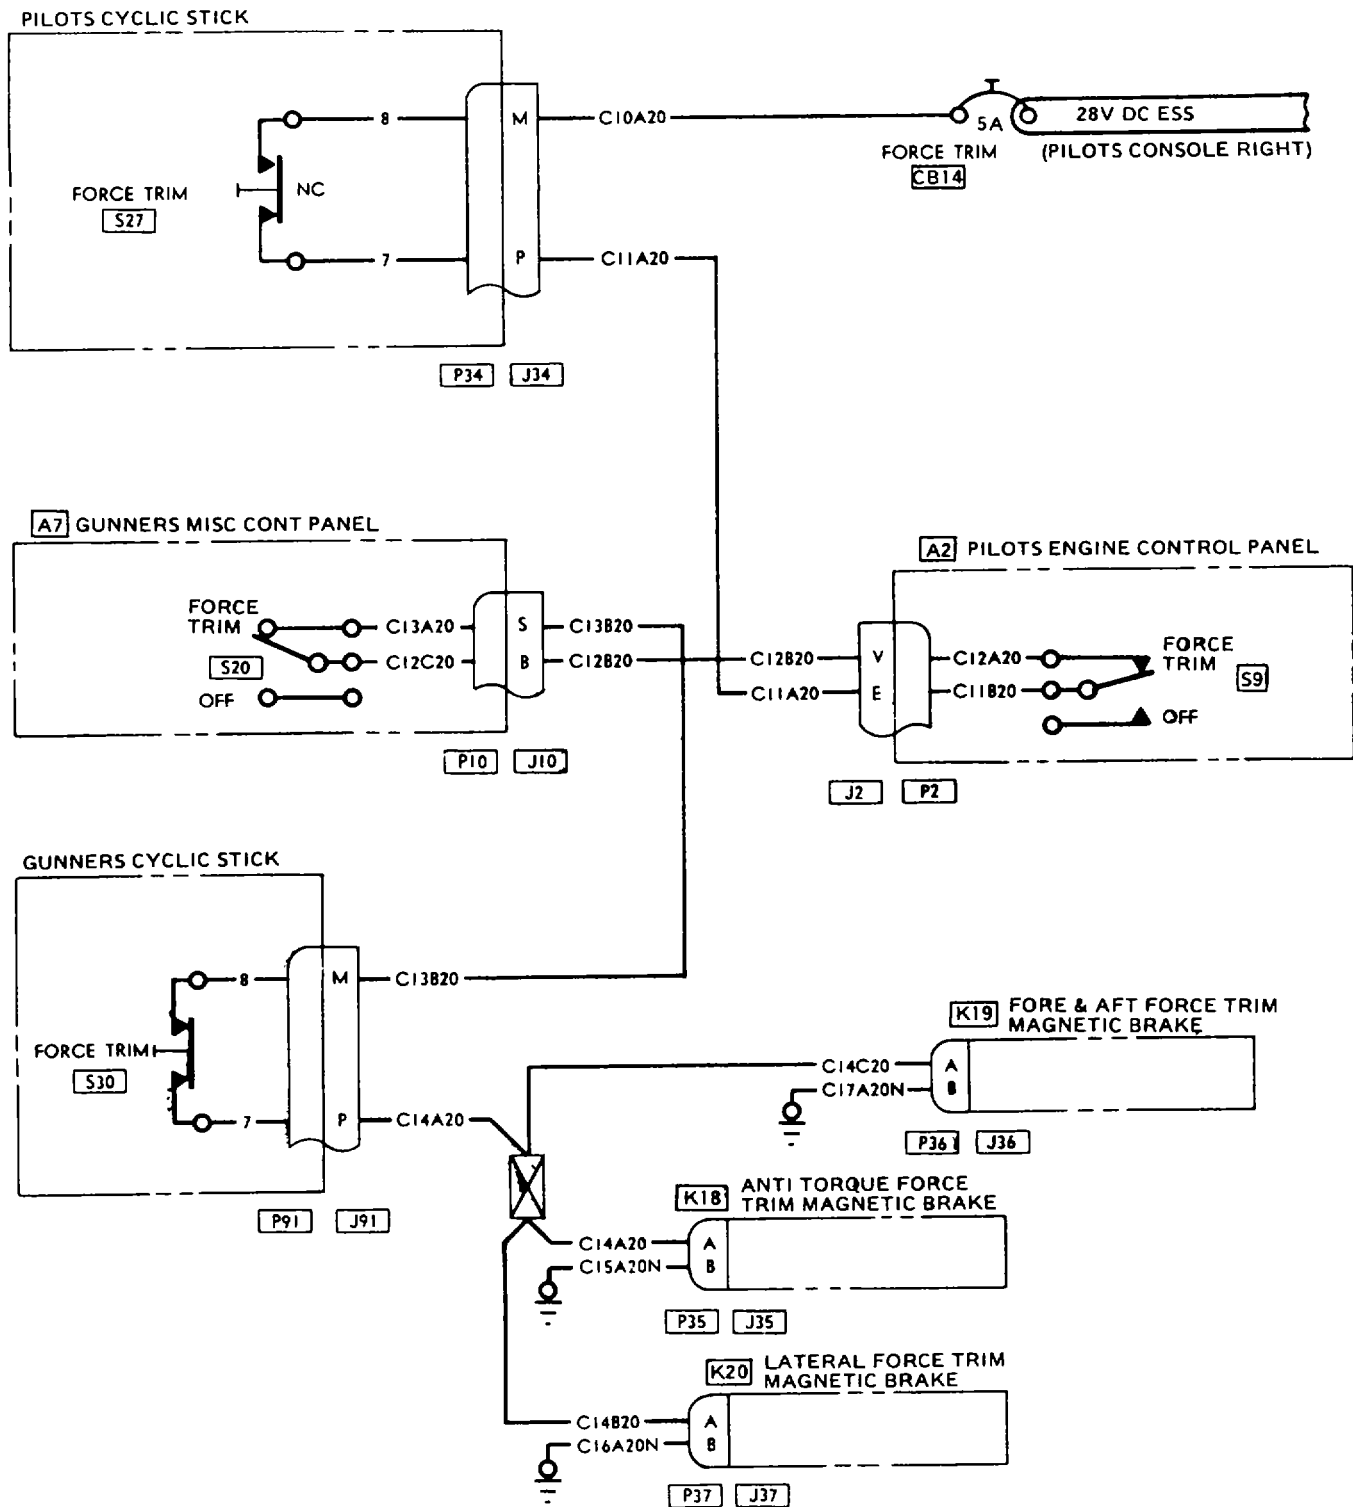 PILOTS CYCLIC STICK
8
M
C10A20
5A
28V DC ESS
FORCE TRIM
CB14
(PILOTS CONSOLE RIGHT)
FORCE TRIM
S27
NC
7
P
C11A20
P34
J34
A7
GUNNERS MISC CONT PANEL
FORCE
TRIM
S20
OFF
C13A20
S
C13B20
C12C20
B
C12B20
P10
J10
A2
PILOTS ENGINE CONTROL PANEL
C12B20
V
C12A20
C11A20
E
C11B20
FORCE
TRIM
S9
OFF
J2
P2
GUNNERS CYCLIC STICK
8
M
C13B20
FORCE TRIM
S30
7
P
C14A20
P91
J91
K19
FORE & AFT FORCE TRIM
MAGNETIC BRAKE
C14C20
A
C17A20N
B
P36
J36
K18
ANTI TORQUE FORCE
TRIM MAGNETIC BRAKE
C14A20
A
C15A20N
B
P35
J35
K20
LATERAL FORCE TRIM
MAGNETIC BRAKE
C14B20
A
C16A20N
B
P37
J37